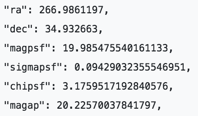 "ra": 266.9861197,
"dec": 34.932663,
"magpsf": 19.985475540161133,
"sigmapsf": 0.09429032355546951,
"chipsf": 3.1759517192840576,
"magap": 20.22570037841797,